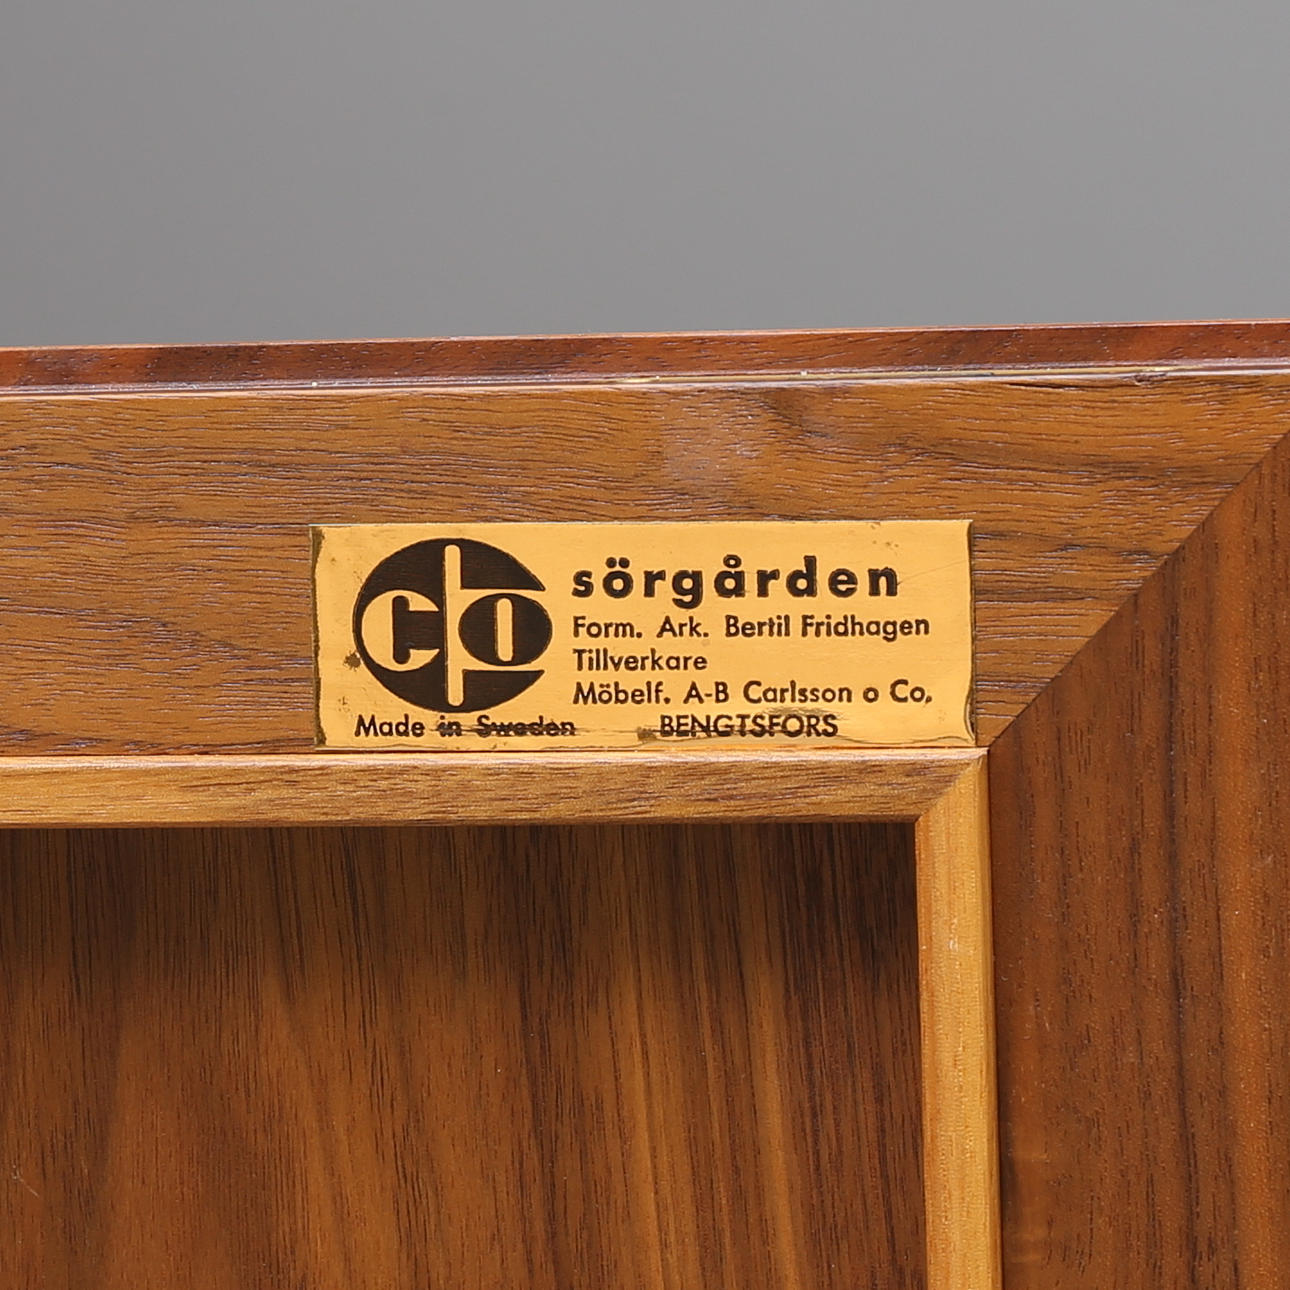 co
sörgården
Form. Ark. Bertil Fridhagen
Tillverkare
Möbelf. A-B Carlsson o Co.
Made in Sweden BENGTSFORS